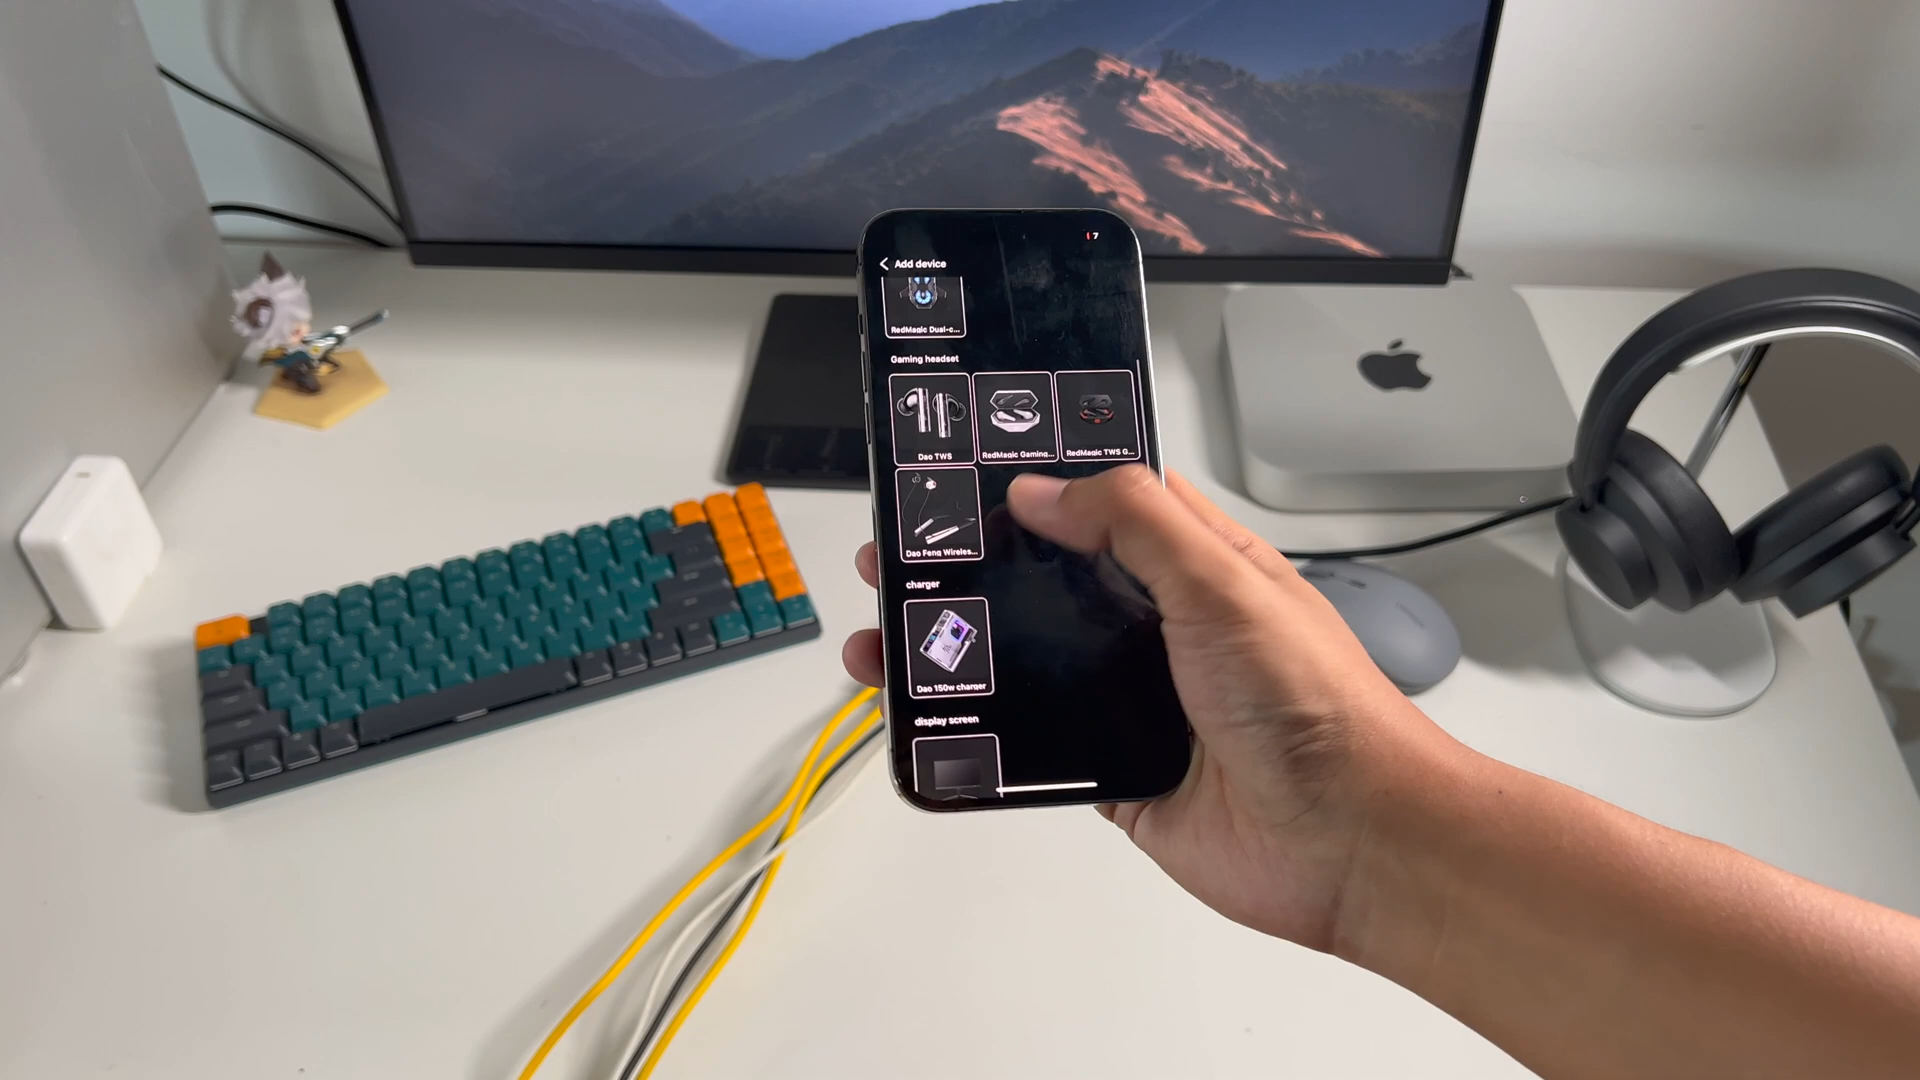 7
Add device
RedMagic Dual-c...
Gaming headset
Dao TWS
RedMagic Gaming...
RedMagic TWS G...
Dao Feng Wireles...
charger
Dao 150w charger
display screen